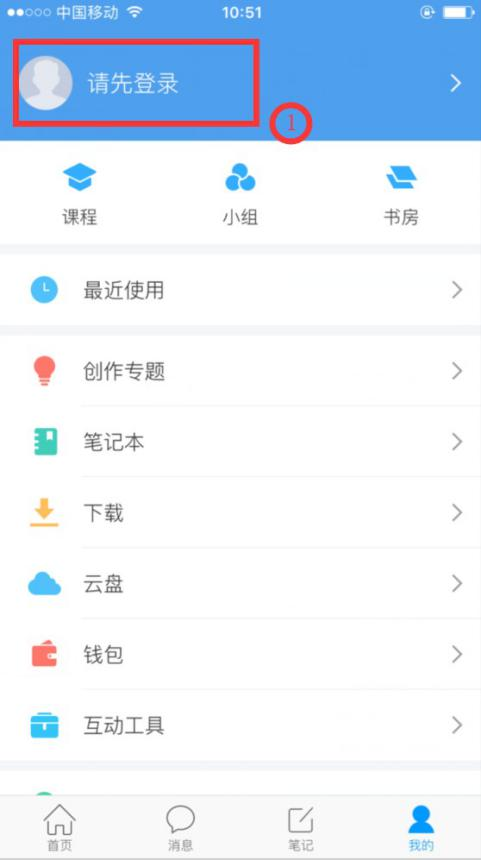 中国移动 10:51
请先登录
1
课程 小组 书房
最近使用
创作专题
笔记本
下载
云盘
钱包
互动工具
首页 消息 笔记 我的